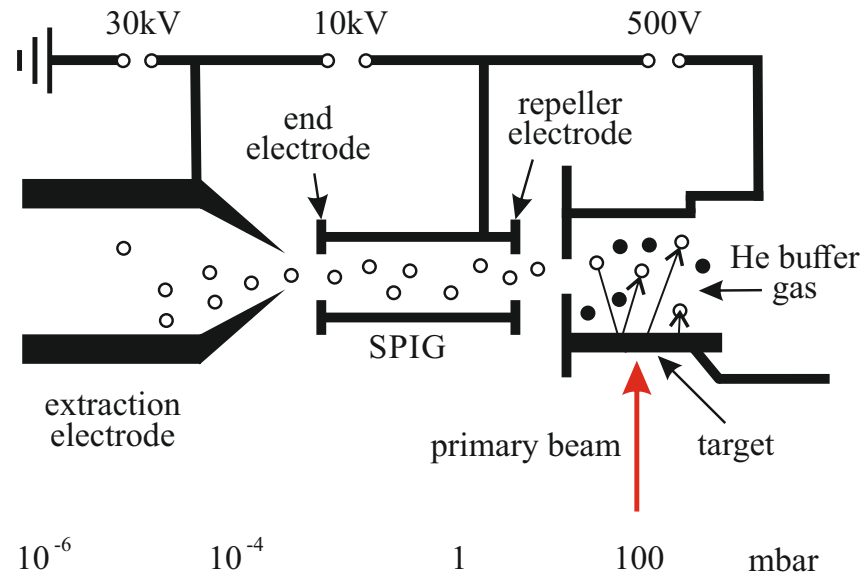 30kV
10kV
500V
end
electrode
repeller
electrode
He buffer
gas
SPIG
extraction
electrode
primary beam
target
10⁻⁶
10⁻⁴
1
100
mbar